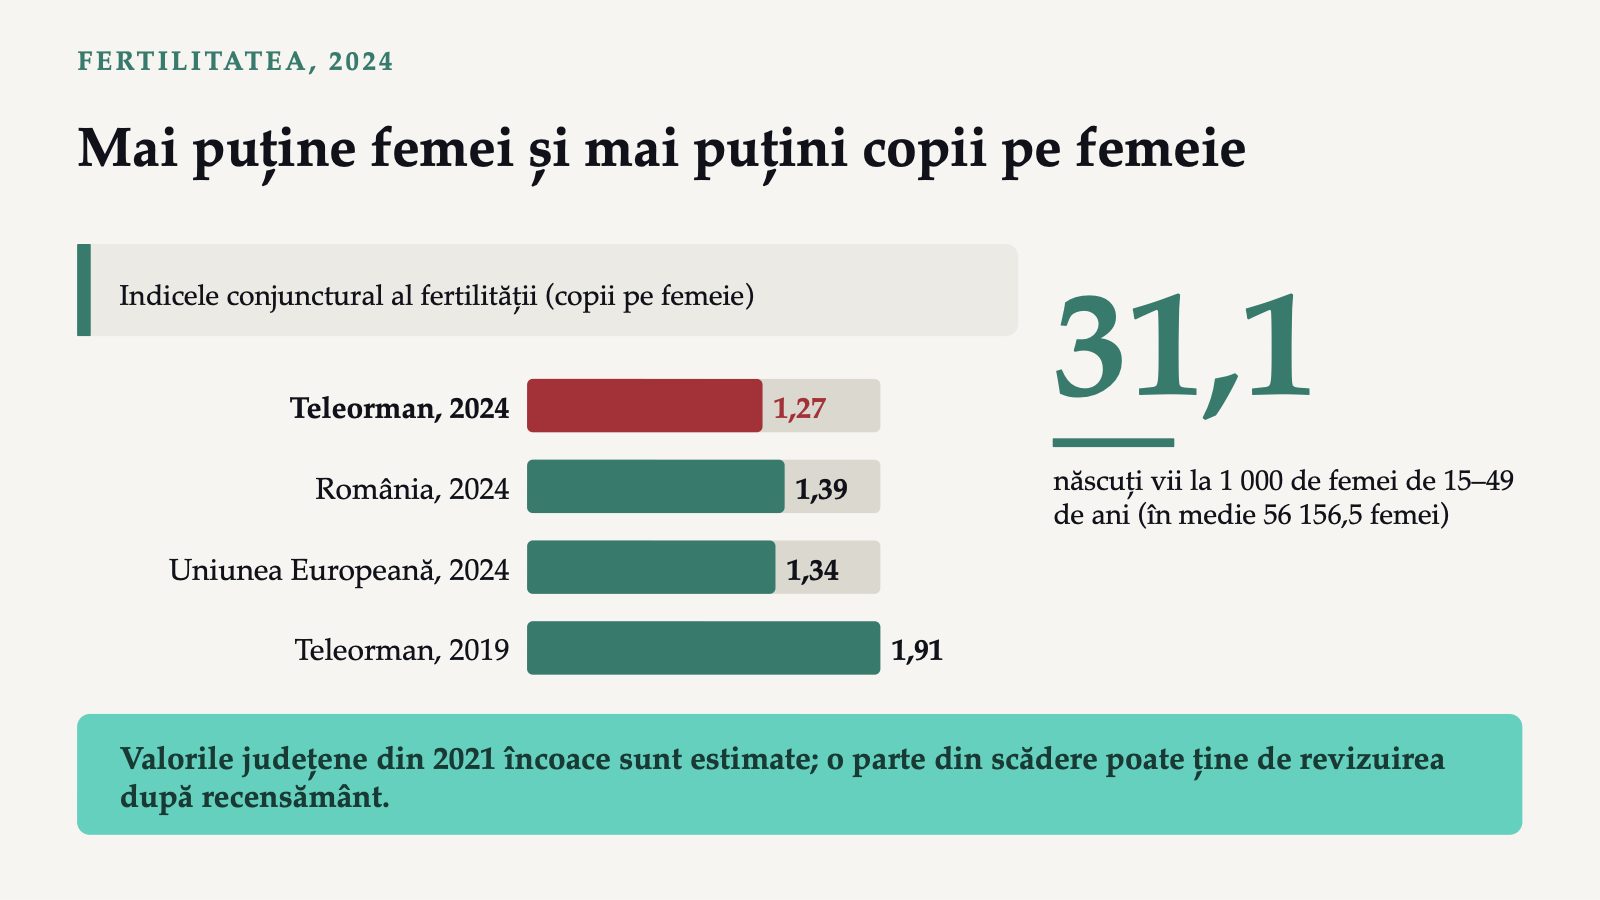 FERTILITATEA, 2024
Mai puține femei și mai puțini copii pe femeie
Indicele conjunctural al fertilității (copii pe femeie)
Teleorman, 2024 1,27
România, 2024 1,39
Uniunea Europeană, 2024 1,34
Teleorman, 2019 1,91
31,1
născuți vii la 1 000 de femei de 15–49
de ani (în medie 56 156,5 femei)
Valorile județene din 2021 încoace sunt estimate; o parte din scădere poate ține de revizuirea
după recensământ.